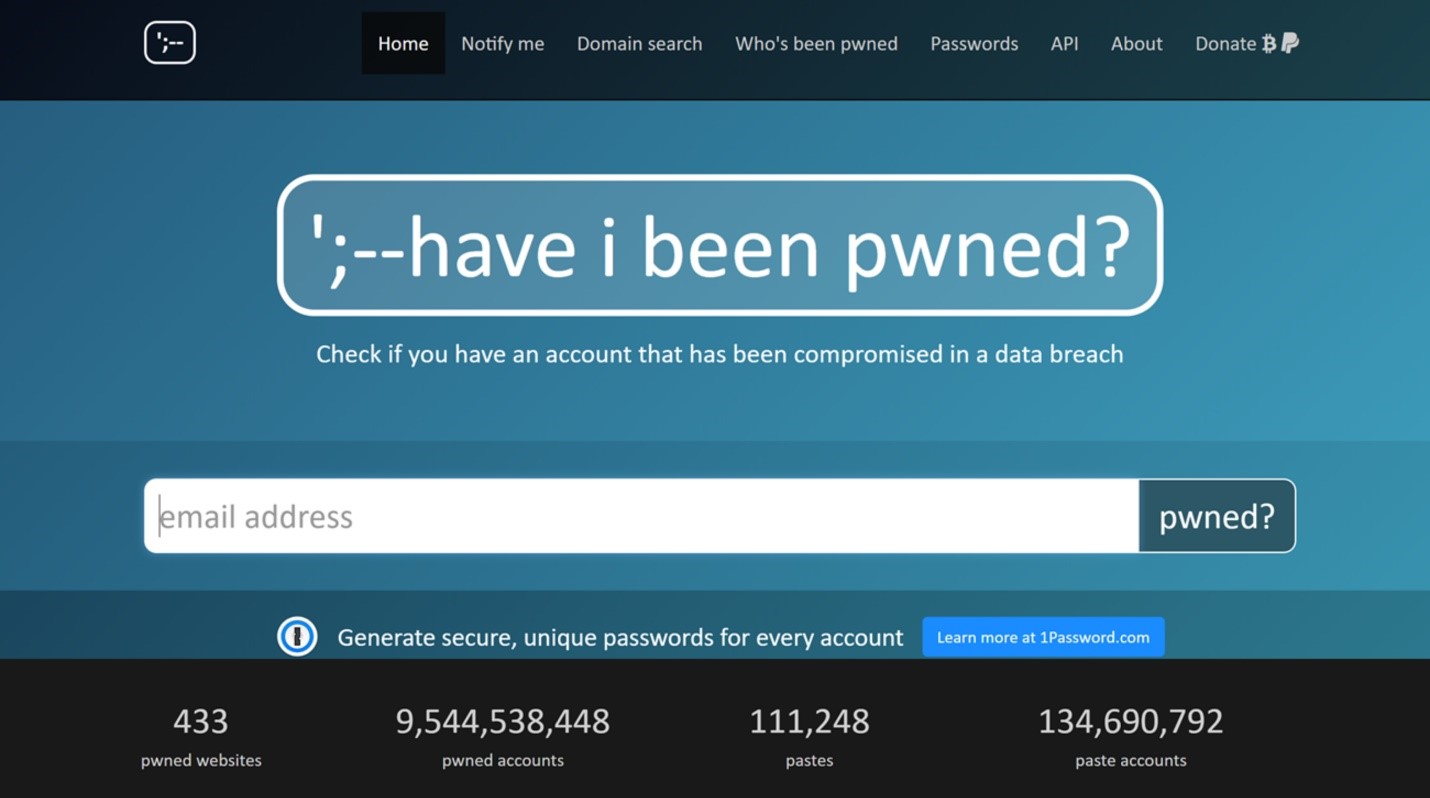 ';--
Home Notify me Domain search Who's been pwned Passwords API About Donate
';--have i been pwned?
Check if you have an account that has been compromised in a data breach
email address pwned?
Generate secure, unique passwords for every account Learn more at 1Password.com
433 9,544,538,448 111,248 134,690,792
pwned websites pwned accounts pastes paste accounts